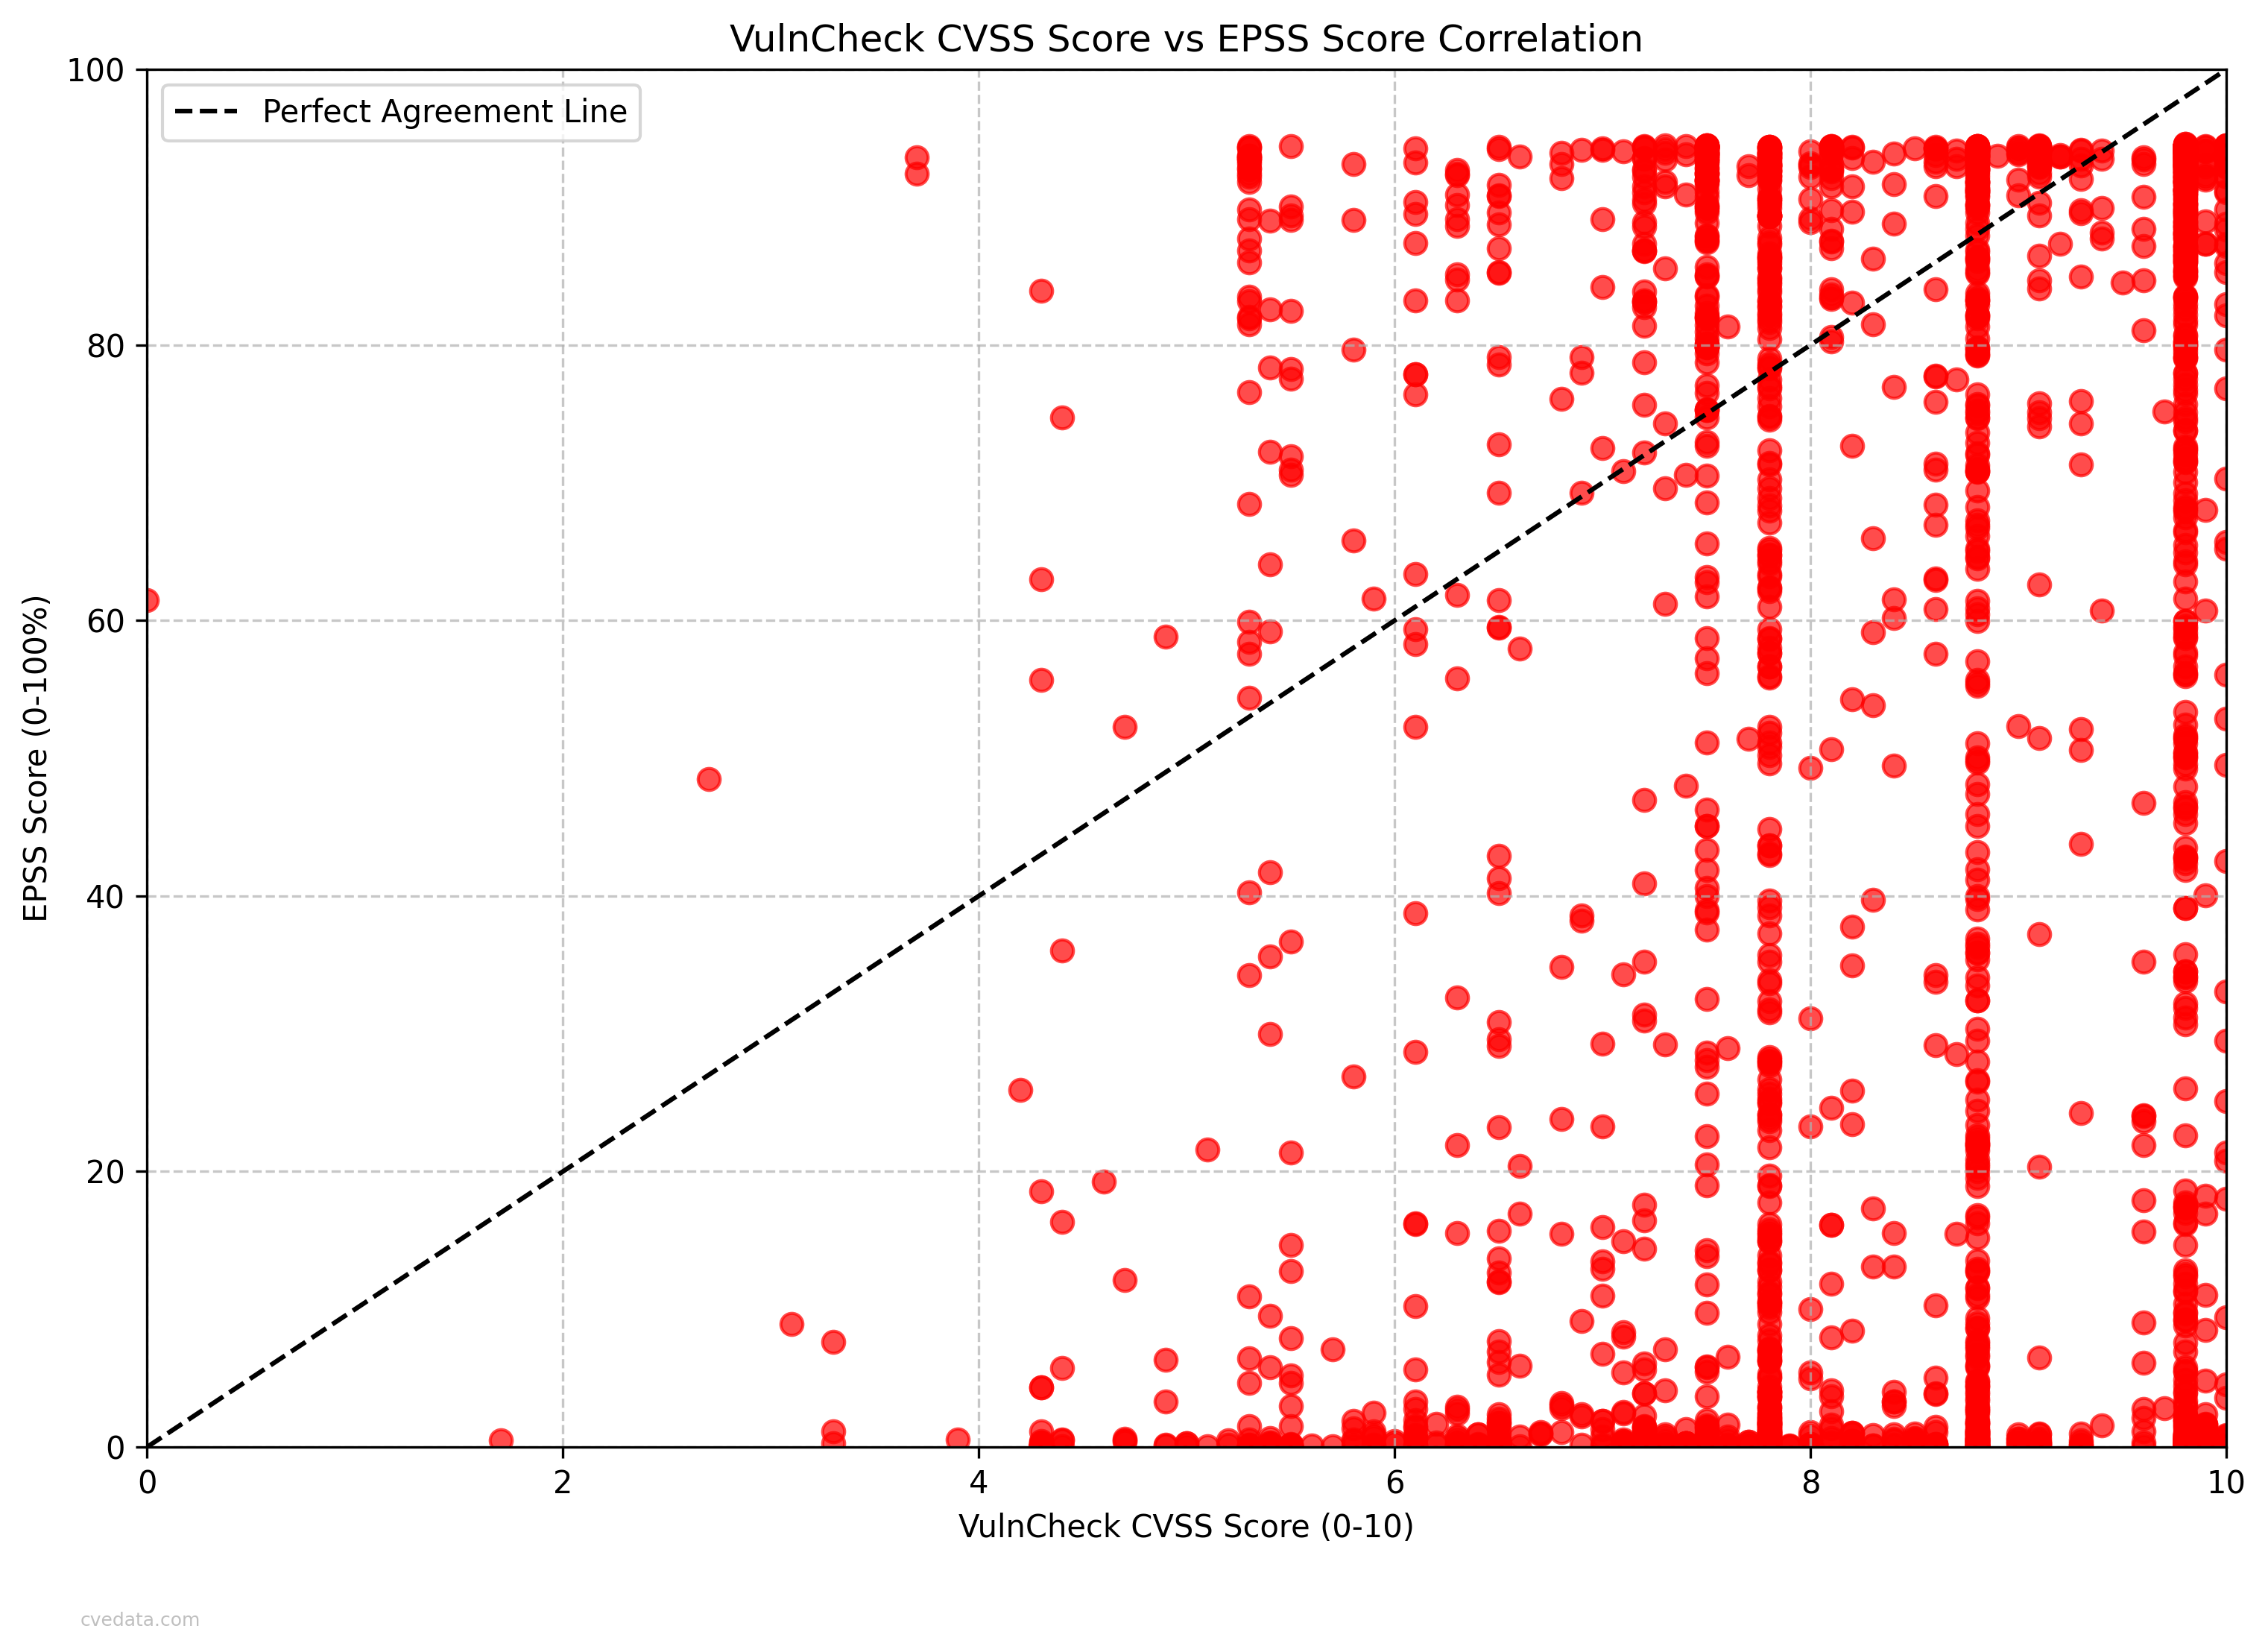 VulnCheck CVSS Score vs EPSS Score Correlation
Perfect Agreement Line
EPSS Score (0-100%)
100
80
60
40
20
0
0 2 4 6 8 10
VulnCheck CVSS Score (0-10)
cvedata.com